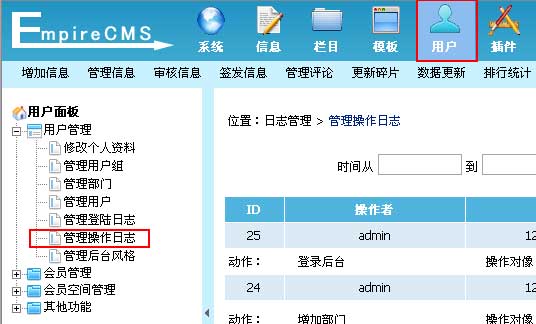 EmpireCMS
系统 信息 栏目 模板 用户 插件
增加信息 管理信息 审核信息 签发信息 管理评论 更新碎片 数据更新 排行统计
用户面板
用户管理
修改个人资料
管理用户组
管理部门
管理用户
管理登陆日志
管理操作日志
管理后台风格
会员管理
会员空间管理
其他功能
位置：日志管理 > 管理操作日志
时间从 到
ID 操作者
25 admin 12
动作： 登录后台 操作对像
24 admin 12
动作： 增加部门 操作对像